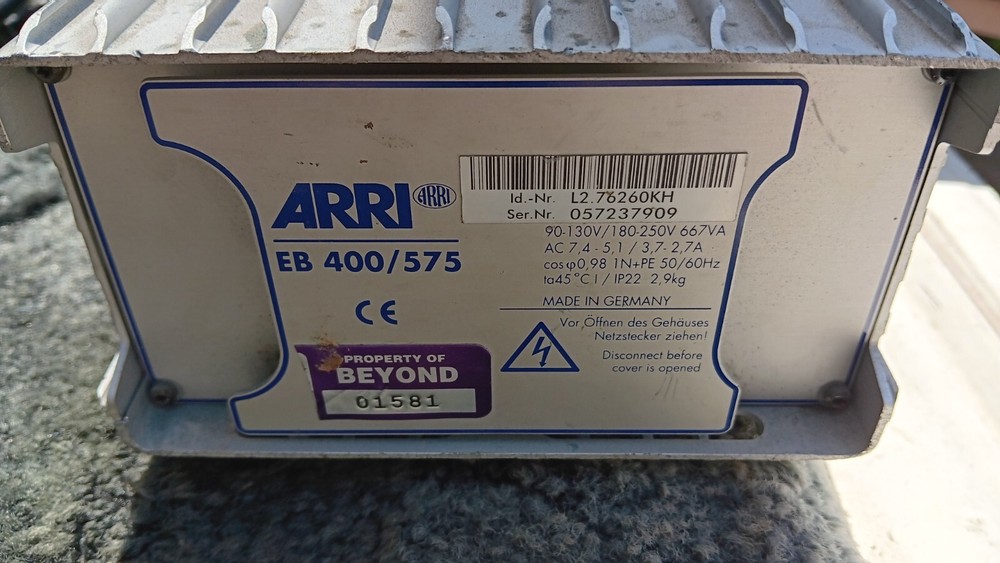 ARRI ARRI
EB 400/575
Id.-Nr. L2.76260KH
Ser.Nr. 057237909
90-130V/180-250V 667VA
AC 7,4 - 5,1 / 3,7- 2,7A
cosφ0,98 1N+PE 50/60Hz
ta45°C I / IP22 2,9kg
MADE IN GERMANY
CE
Vor Öffnen des Gehäuses
Netzstecker ziehen!
Disconnect before
cover is opened
PROPERTY OF
BEYOND
01581